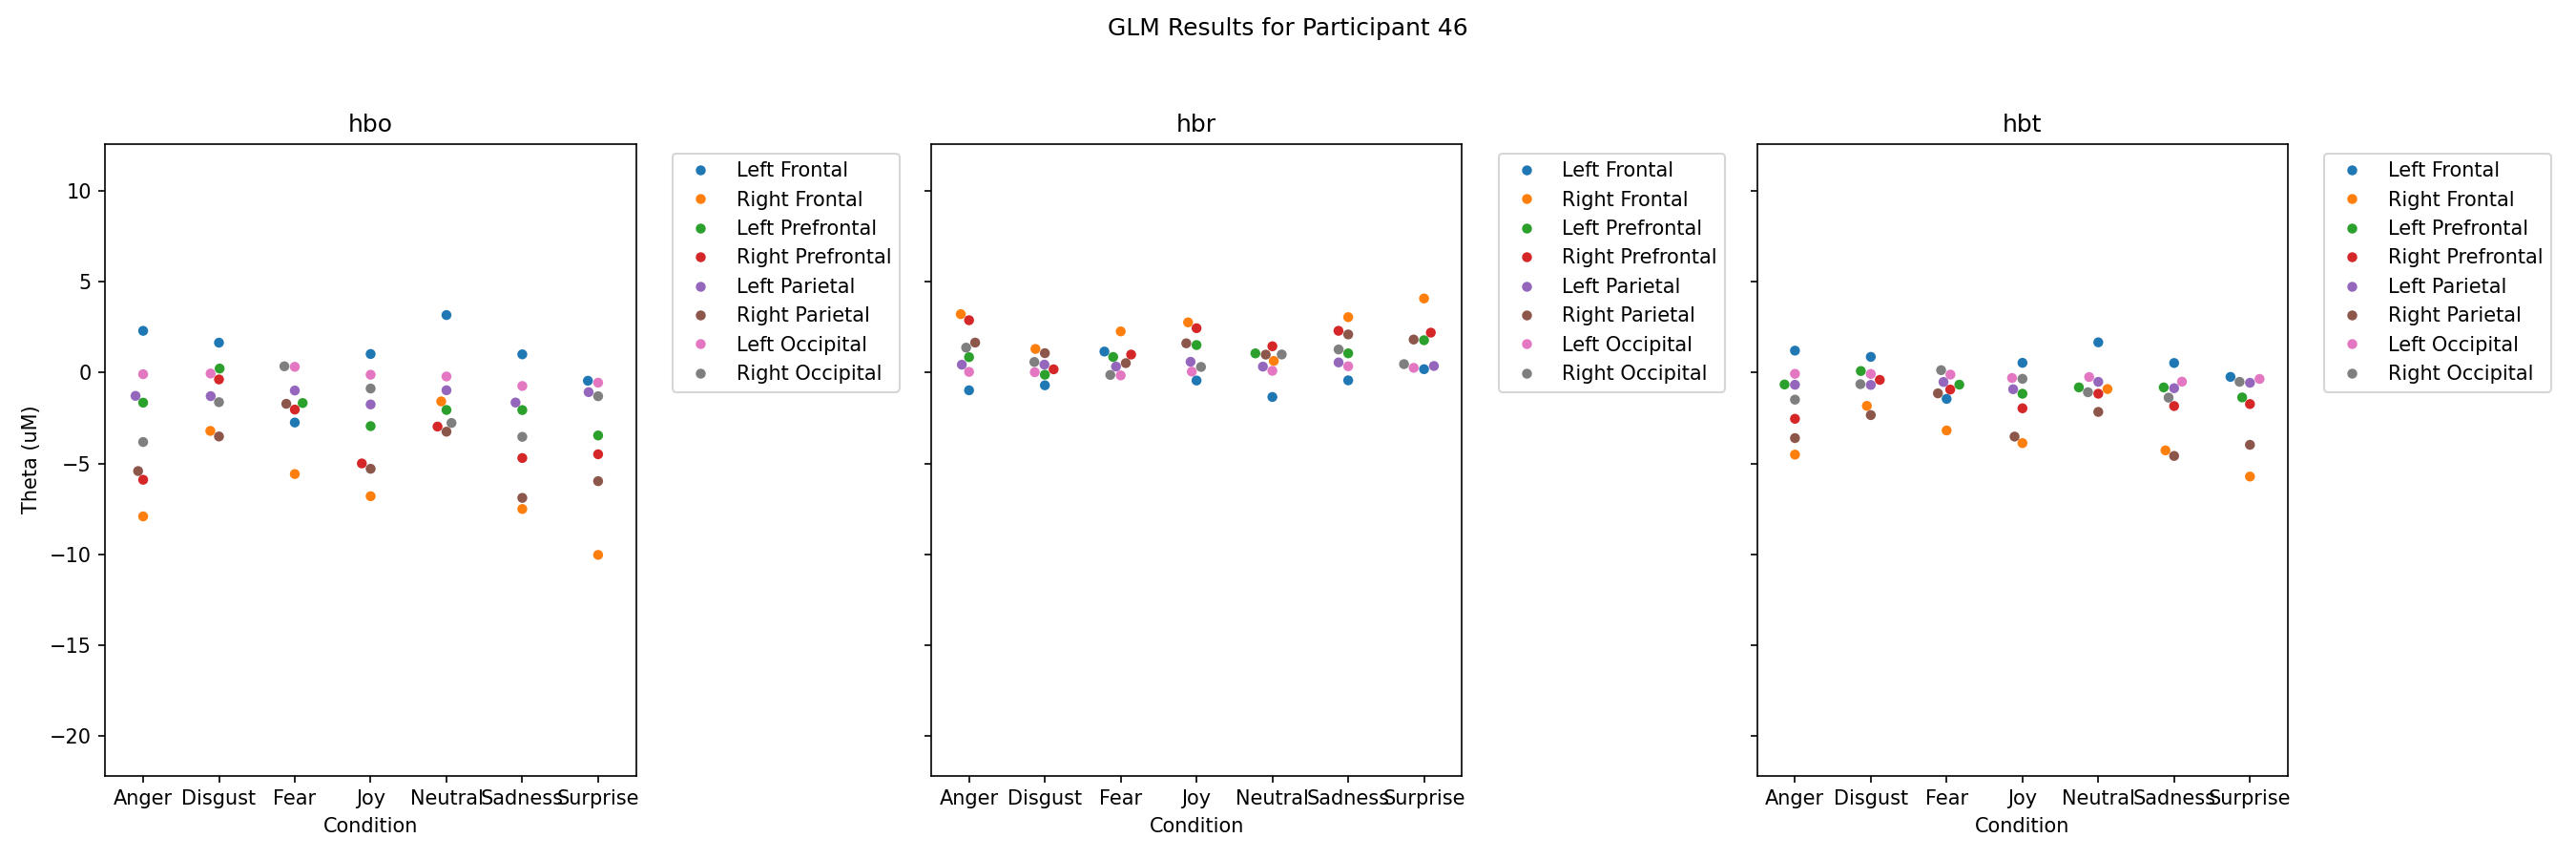 GLM Results for Participant 46
hbo
10
5
0
−5
−10
−15
−20
Theta (uM)
Anger Disgust Fear Joy Neutral Sadness Surprise
Condition
Left Frontal
Right Frontal
Left Prefrontal
Right Prefrontal
Left Parietal
Right Parietal
Left Occipital
Right Occipital
hbr
Anger Disgust Fear Joy Neutral Sadness Surprise
Condition
Left Frontal
Right Frontal
Left Prefrontal
Right Prefrontal
Left Parietal
Right Parietal
Left Occipital
Right Occipital
hbt
Anger Disgust Fear Joy Neutral Sadness Surprise
Condition
Left Frontal
Right Frontal
Left Prefrontal
Right Prefrontal
Left Parietal
Right Parietal
Left Occipital
Right Occipital